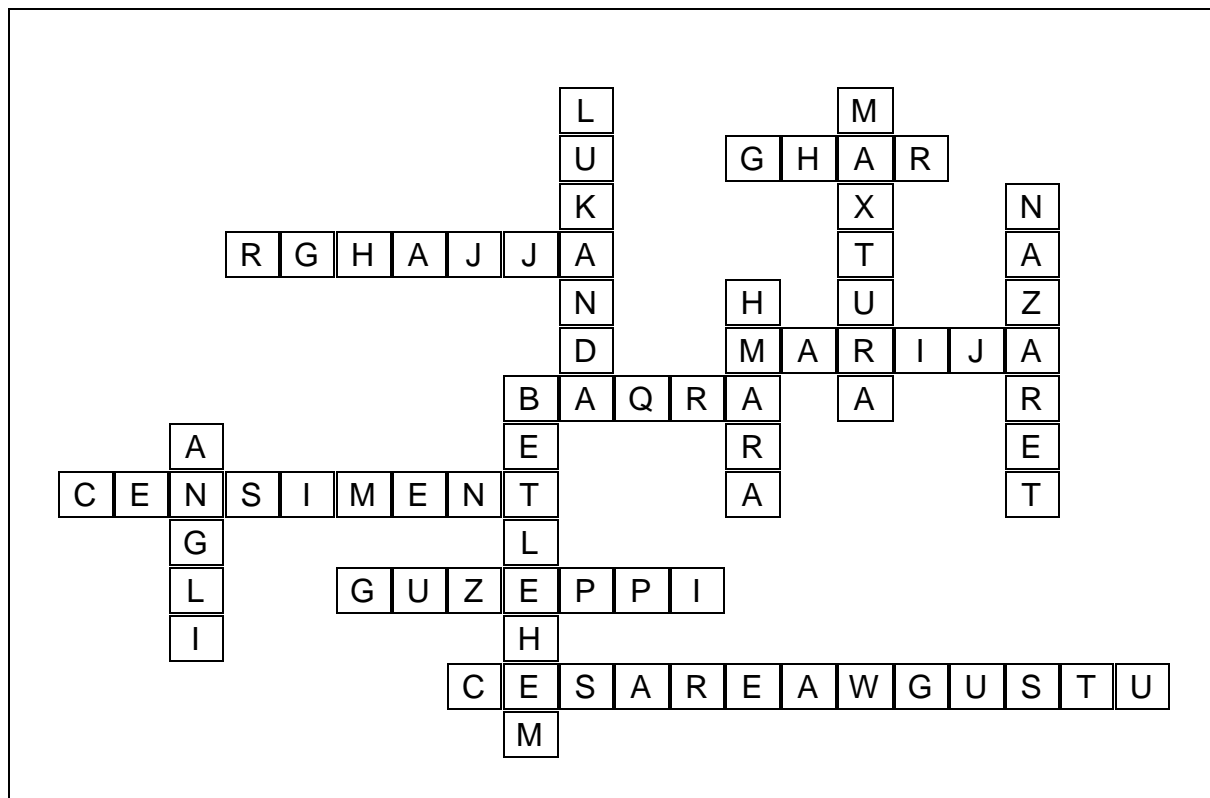 LUKANDA
MAXTURA
GHAR
NAZARET
RGHAJJA
HMARA
MARIJA
BAQRA
BETLEHEM
ANGLI
CENSIMENT
GUZEPPI
CESAREAWGUSTU